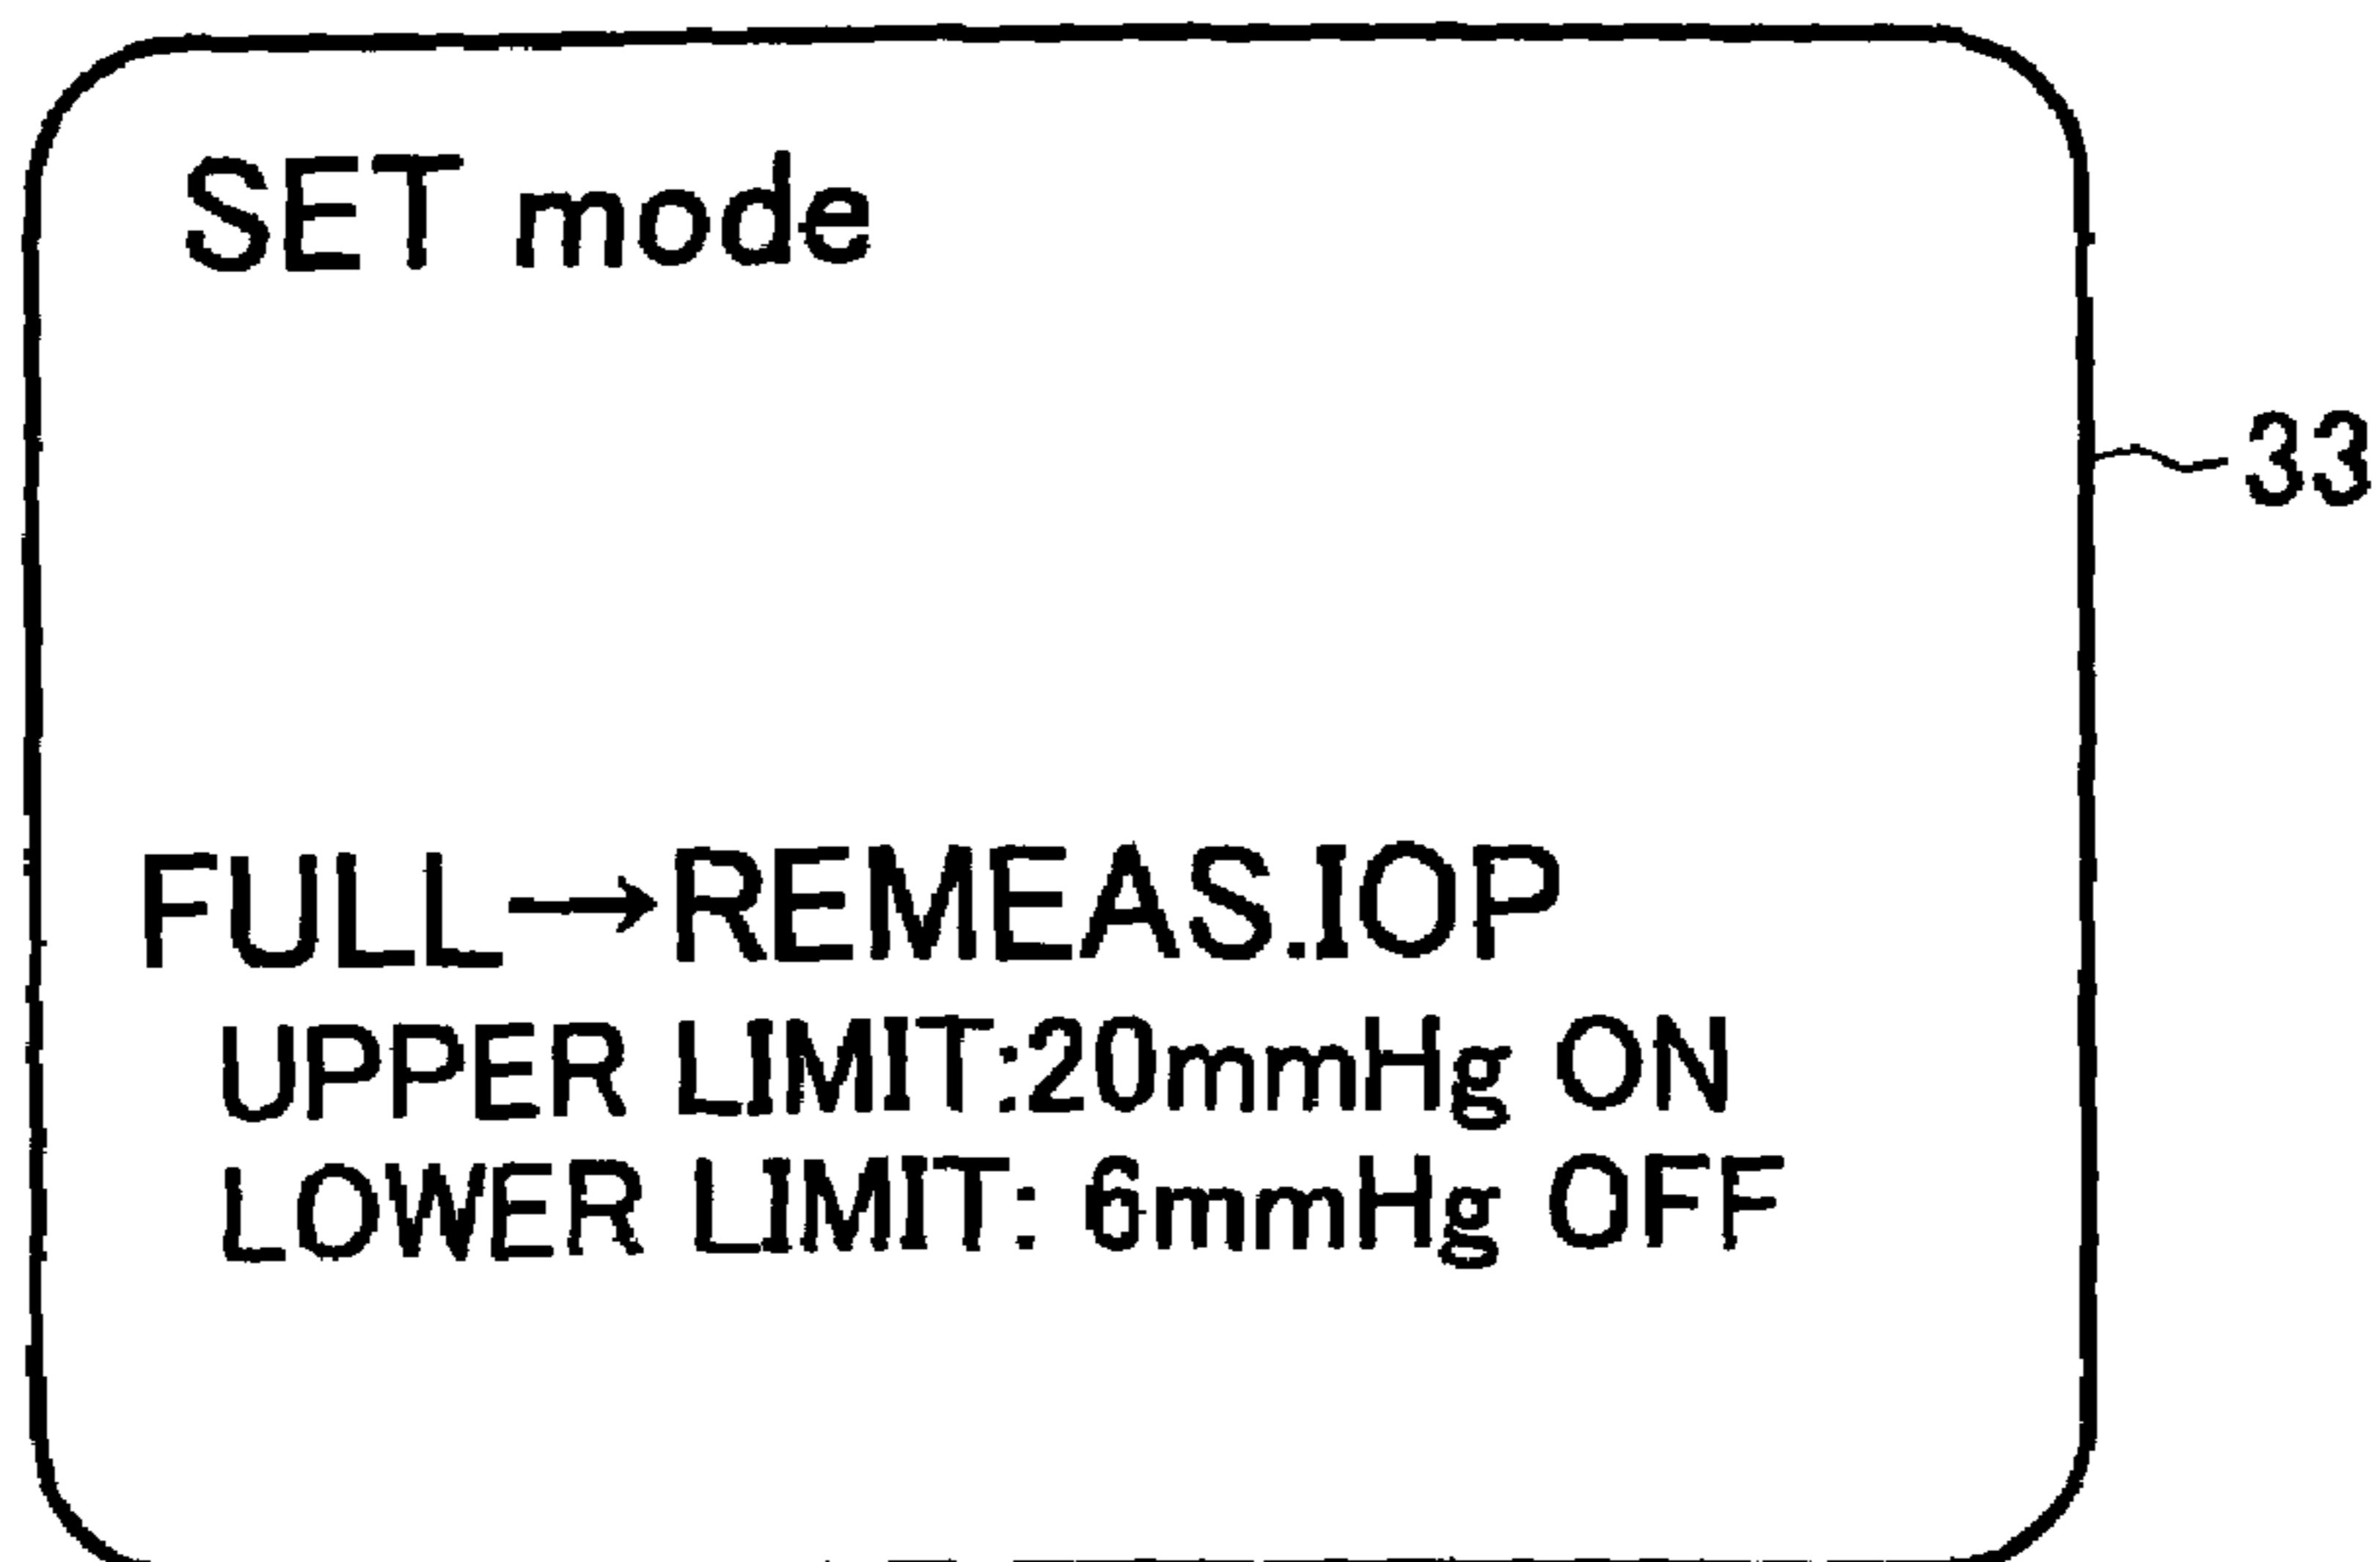 SET mode
33
FULL→REMEAS.IOP
UPPER LIMIT:20mmHg ON
LOWER LIMIT: 6mmHg OFF